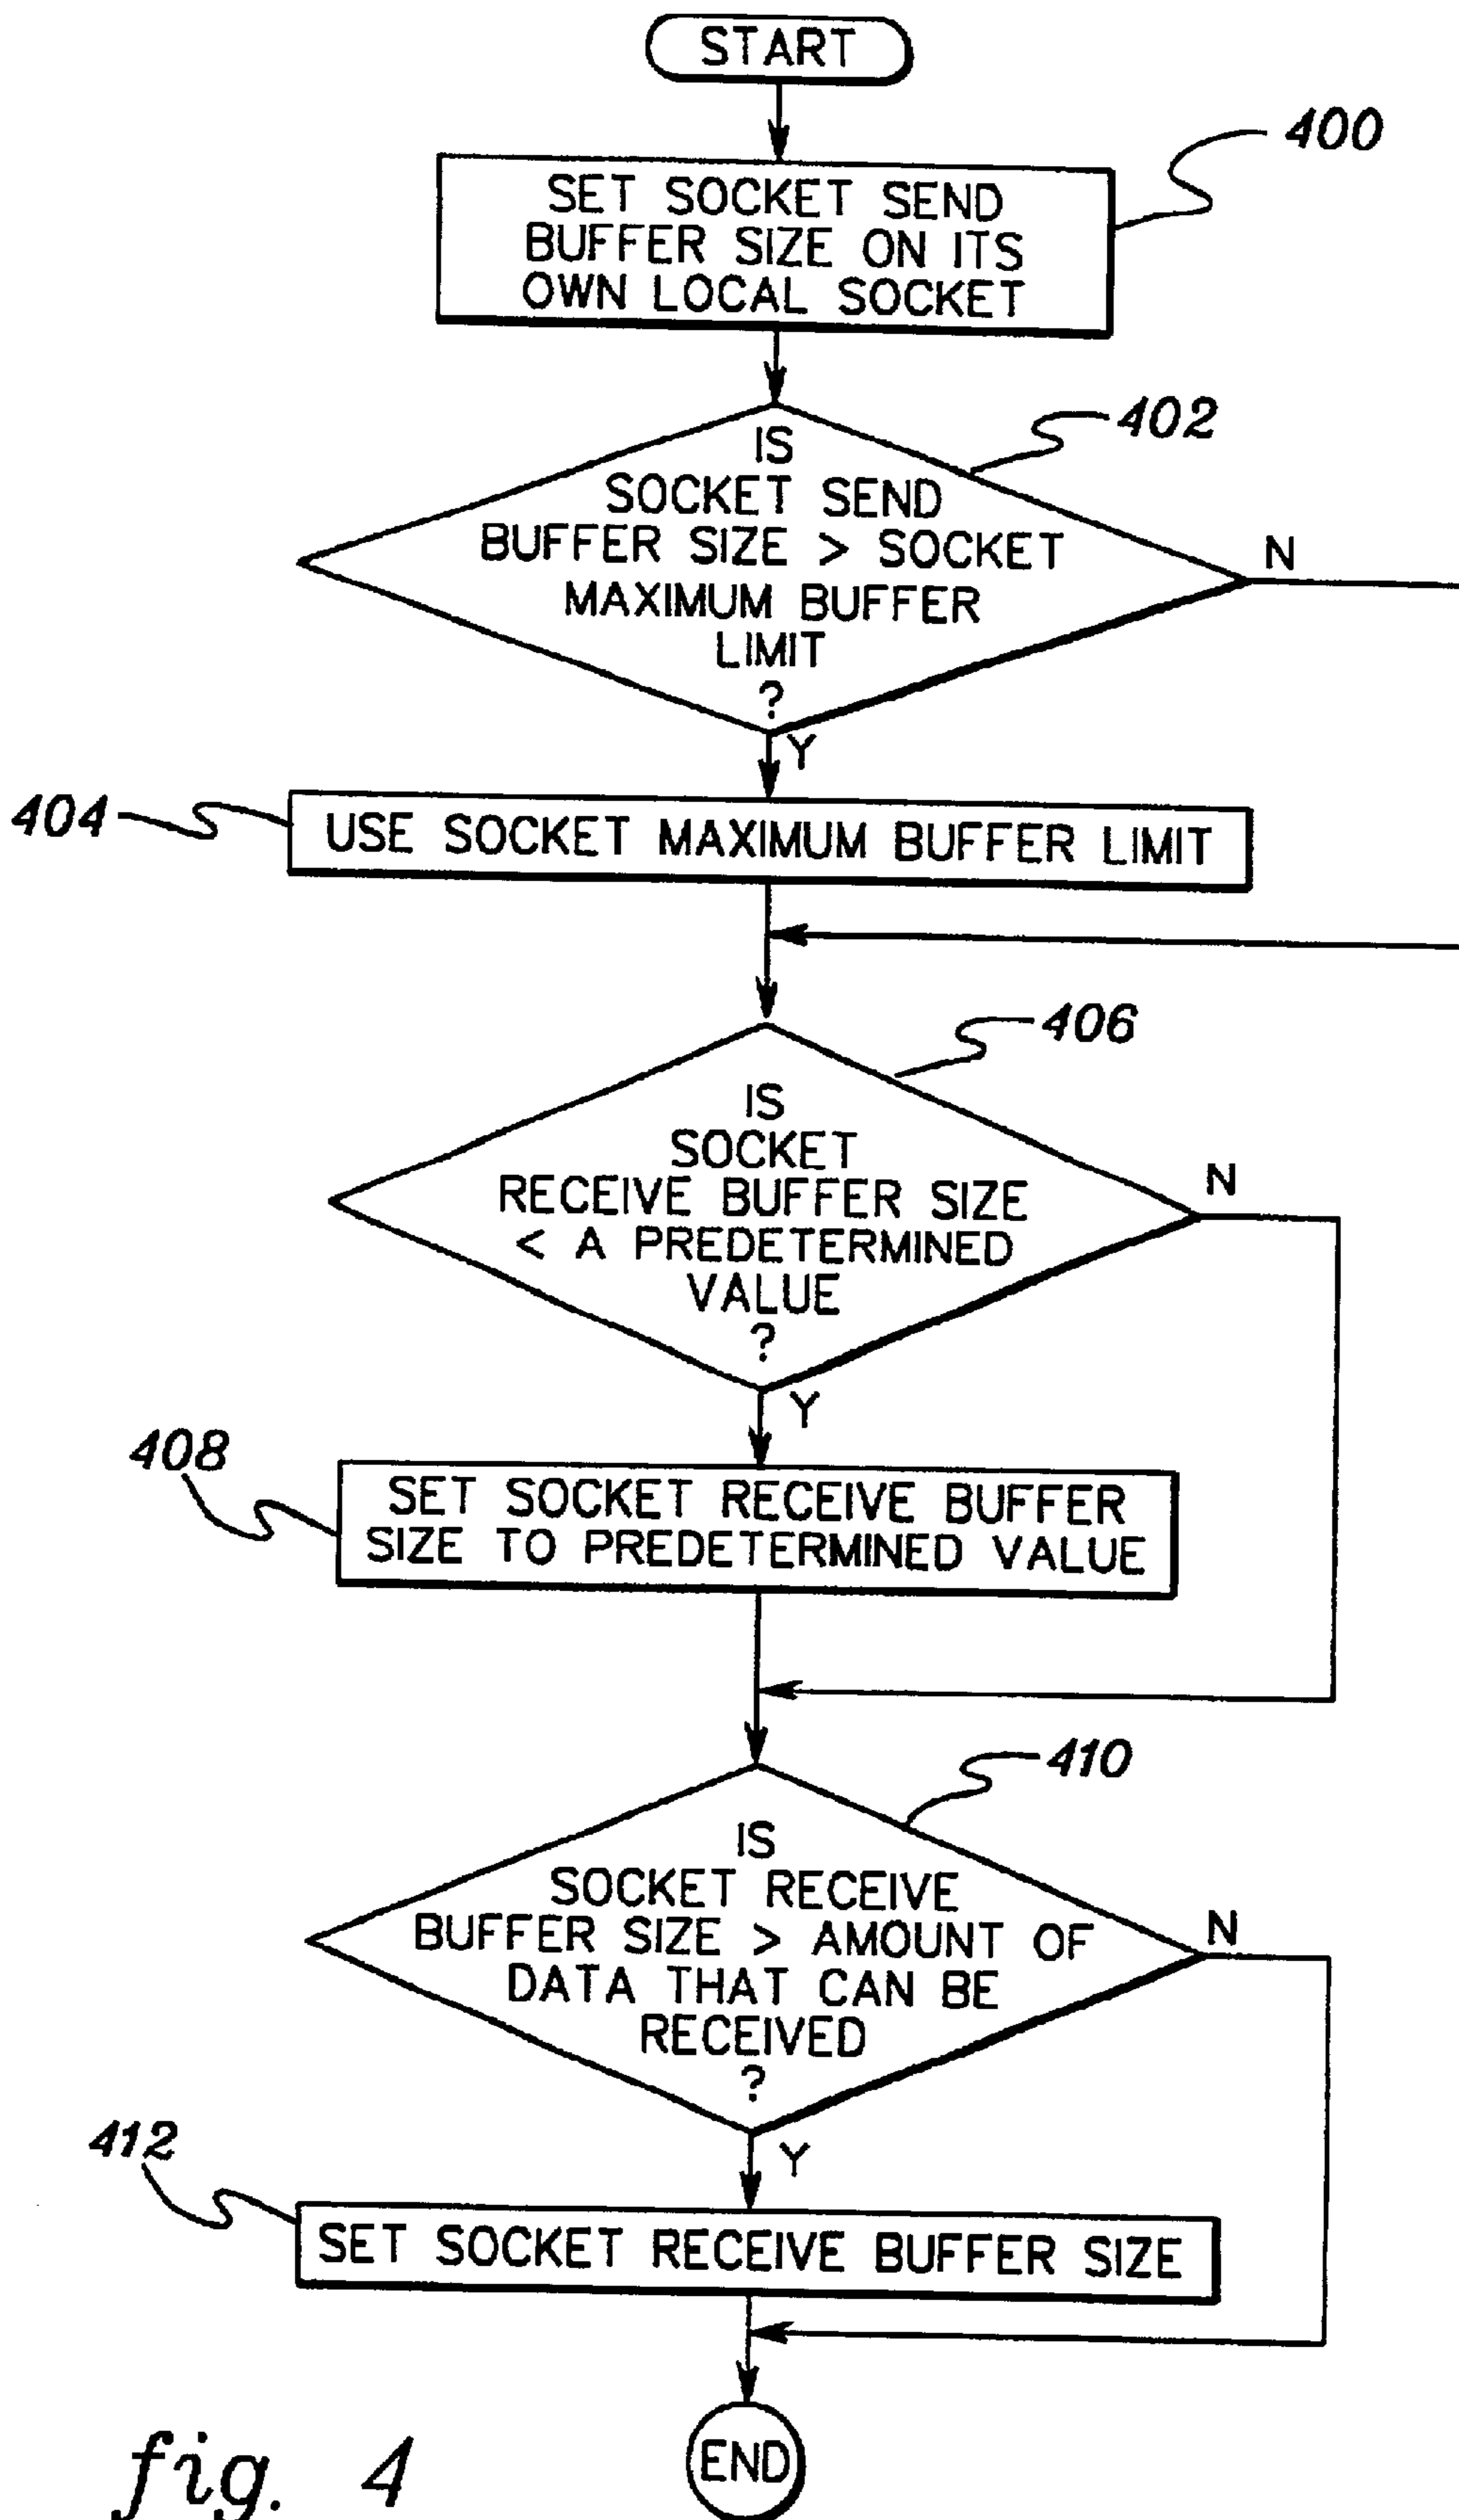 START
400
SET SOCKET SEND
BUFFER SIZE ON ITS
OWN LOCAL SOCKET
402
IS
SOCKET SEND
BUFFER SIZE > SOCKET
MAXIMUM BUFFER
LIMIT
?
N
Y
404
USE SOCKET MAXIMUM BUFFER LIMIT
406
IS
SOCKET
RECEIVE BUFFER SIZE
< A PREDETERMINED
VALUE
?
N
Y
408
SET SOCKET RECEIVE BUFFER
SIZE TO PREDETERMINED VALUE
410
IS
SOCKET RECEIVE
BUFFER SIZE > AMOUNT OF
DATA THAT CAN BE
RECEIVED
?
N
Y
412
SET SOCKET RECEIVE BUFFER SIZE
END
fig. 4